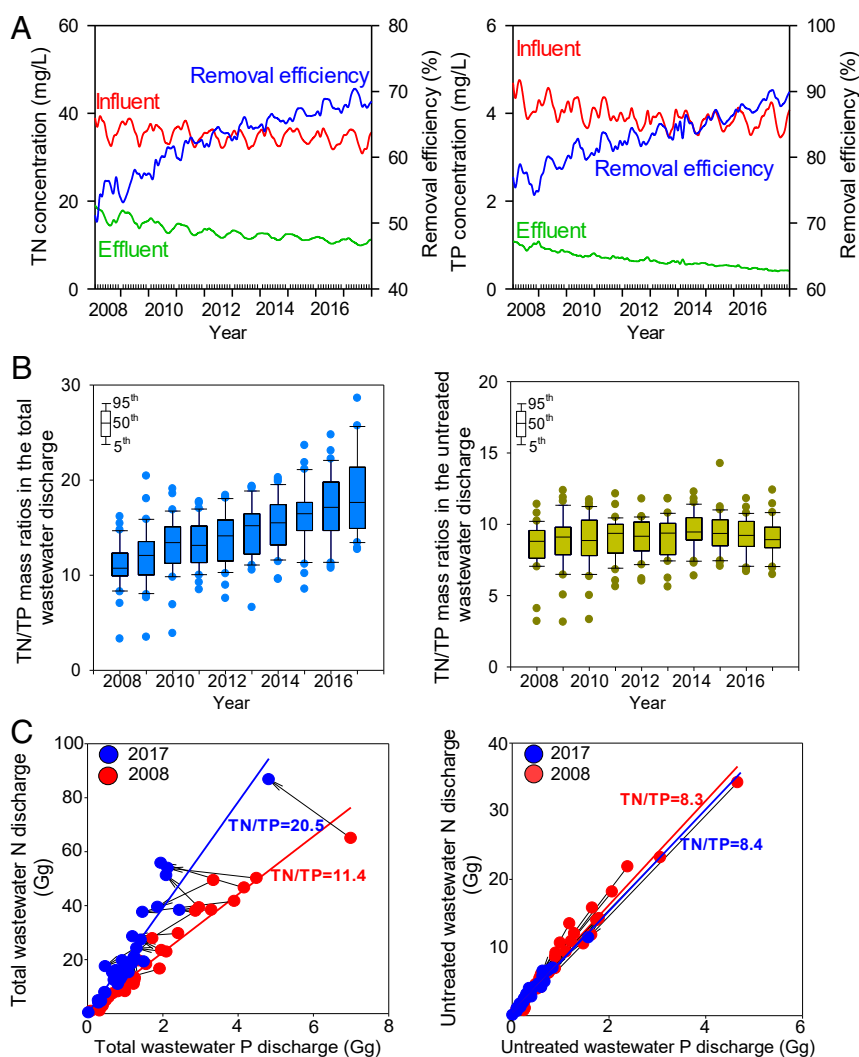 A
TN concentration (mg/L)
60
40
20
0
Influent
Removal efficiency
Effluent
80
70
60
50
40
Removal efficiency (%)
2008 2010 2012 2014 2016
Year
TP concentration (mg/L)
6
4
2
0
Influent
Removal efficiency
Effluent
100
90
80
70
60
Removal efficiency (%)
2008 2010 2012 2014 2016
Year
B
TN/TP mass ratios in the total
wastewater discharge
30
20
10
0
95th
50th
5th
2008 2010 2012 2014 2016
Year
TN/TP mass ratios in the untreated
wastewater discharge
20
15
10
5
0
95th
50th
5th
2008 2010 2012 2014 2016
Year
C
Total wastewater N discharge
(Gg)
100
80
60
40
20
2017
2008
TN/TP=20.5
TN/TP=11.4
0 2 4 6 8
Total wastewater P discharge (Gg)
Untreated wastewater N discharge
(Gg)
40
30
20
10
0
2017
2008
TN/TP=8.3
TN/TP=8.4
0 2 4 6
Untreated wastewater P discharge (Gg)